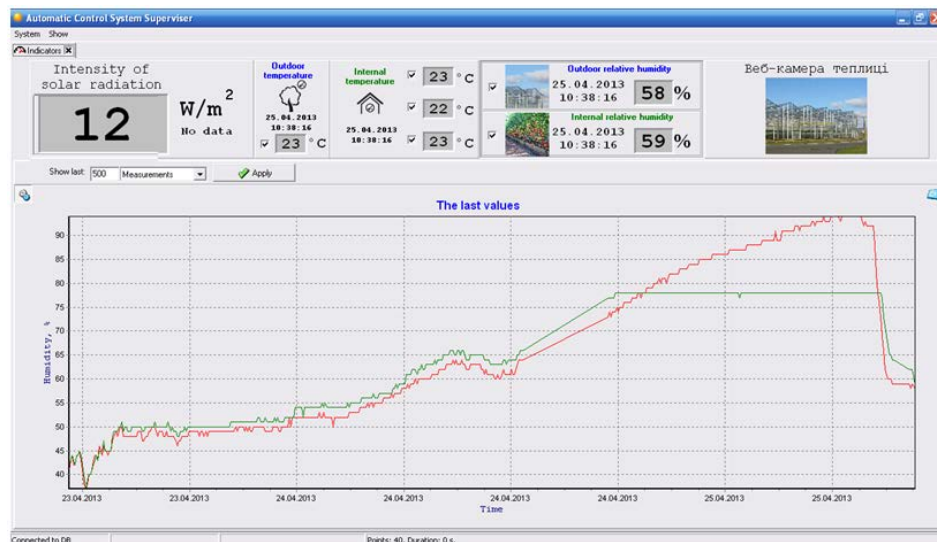 Automatic Control System Superviser
System Show
Indicators
Intensity of
solar radiation
12
W/m²
No data
Outdoor
temperature
25.04.2013
10:38:16
23 °C
Internal
temperature
25.04.2013
10:38:16
23 °C
22 °C
23 °C
Outdoor relative humidity
25.04.2013
10:38:16
58 %
Internal relative humidity
25.04.2013
10:38:16
59 %
Веб-камера теплиці
Show last: 500 Measurements Apply
The last values
Humidity, %
90
85
80
75
70
65
60
55
50
45
40
23.04.2013 23.04.2013 24.04.2013 24.04.2013 24.04.2013 24.04.2013 25.04.2013 25.04.2013
Time
Connected to DB Points: 40, Duration: 0 s.